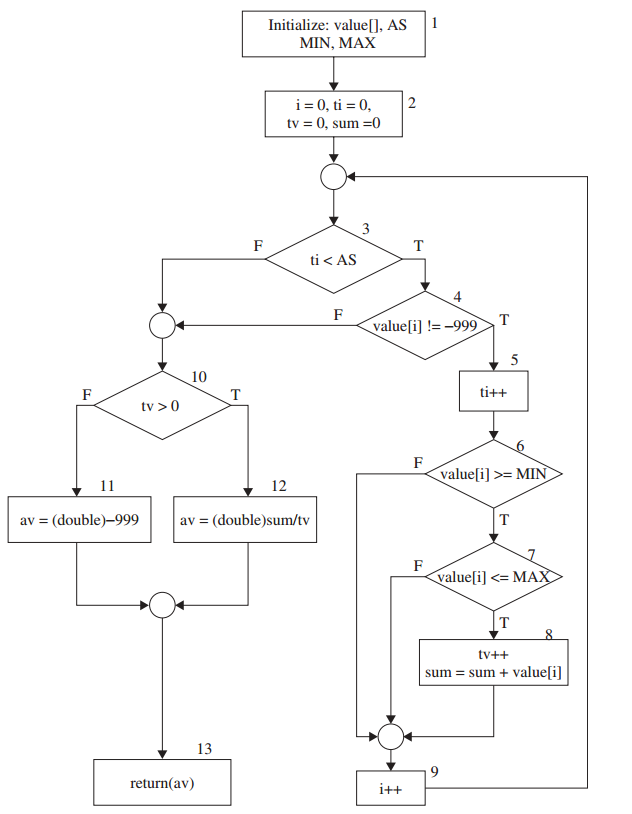 Initialize: value[], AS
MIN, MAX
1
i = 0, ti = 0,
tv = 0, sum =0
2
3
F
ti < AS
T
4
F
value[i] != –999
T
5
ti++
10
F
tv > 0
T
6
F
value[i] >= MIN
T
11
av = (double)–999
12
av = (double)sum/tv
7
F
value[i] <= MAX
T
8
tv++
sum = sum + value[i]
13
return(av)
9
i++